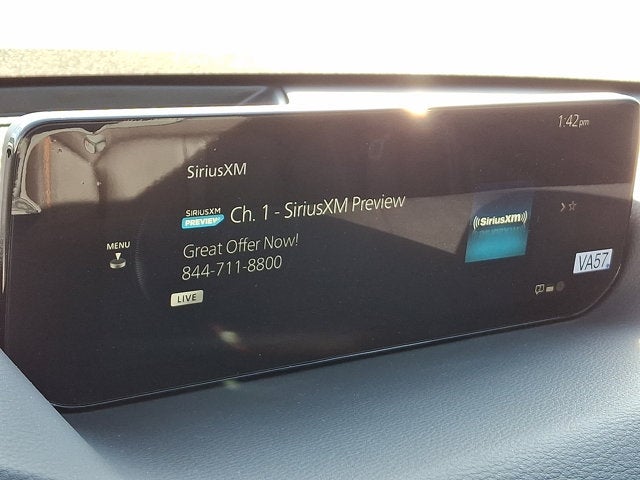 1:42pm
SiriusXM
SIRIUSXM
PREVIEW
Ch. 1 - SiriusXM Preview
((SiriusXM))
MENU
Great Offer Now!
844-711-8800
VA57
LIVE